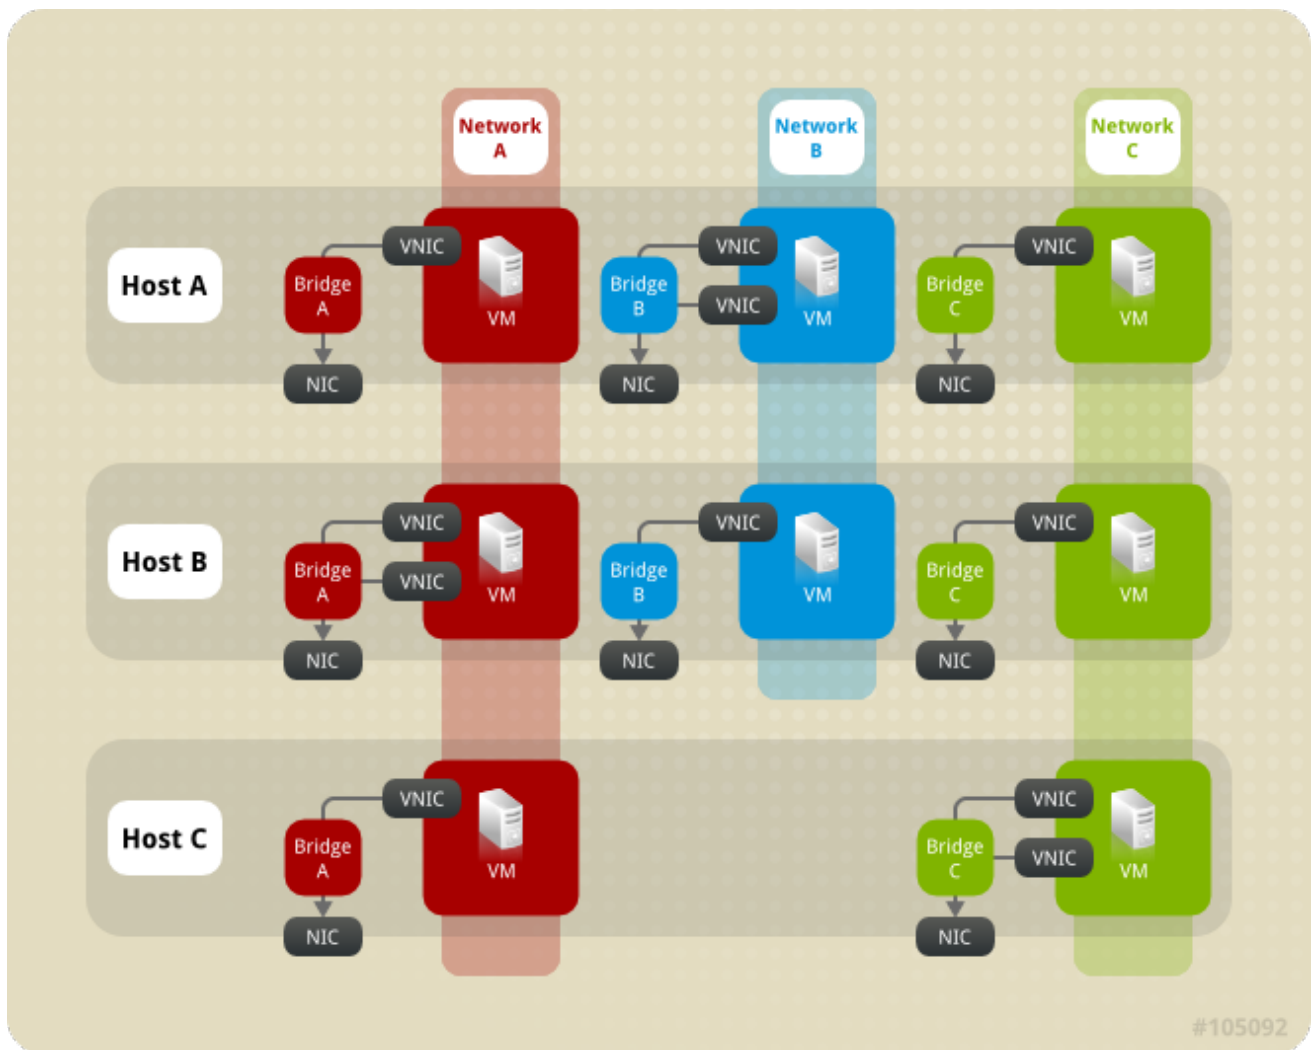 Network
A
Network
B
Network
C
Host A
VNIC
Bridge
A
NIC
VM
VNIC
Bridge
B
VNIC
NIC
VM
VNIC
Bridge
C
NIC
VM
Host B
VNIC
Bridge
A
VNIC
NIC
VM
VNIC
Bridge
B
NIC
VM
VNIC
Bridge
C
NIC
VM
Host C
VNIC
Bridge
A
NIC
VM
VNIC
Bridge
C
VNIC
NIC
VM
#105092